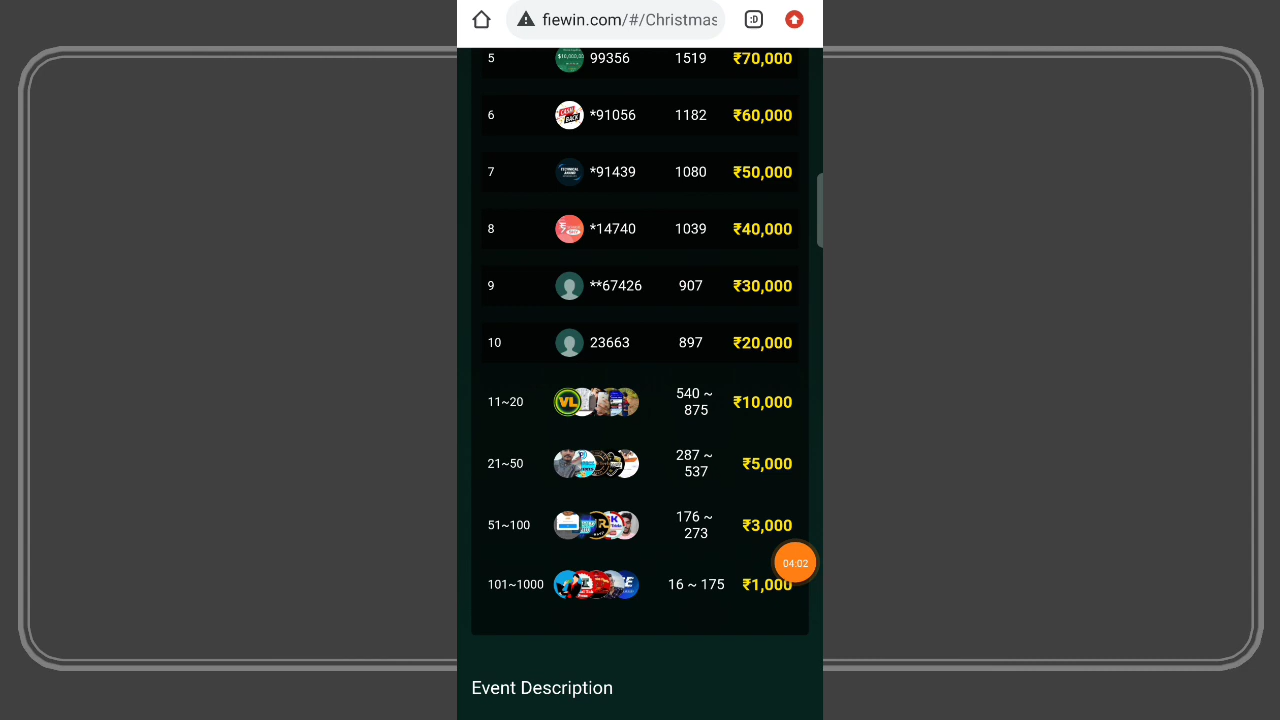 fiewin.com/#/Christmas
:D
5 99356 1519 ₹70,000
6 CASH BACK *91056 1182 ₹60,000
7 *91439 1080 ₹50,000
8 *14740 1039 ₹40,000
9 **67426 907 ₹30,000
10 23663 897 ₹20,000
11~20 VL 540 ~ 875 ₹10,000
21~50 287 ~ 537 ₹5,000
51~100 176 ~ 273 ₹3,000
04:02
101~1000 16 ~ 175 ₹1,000
Event Description